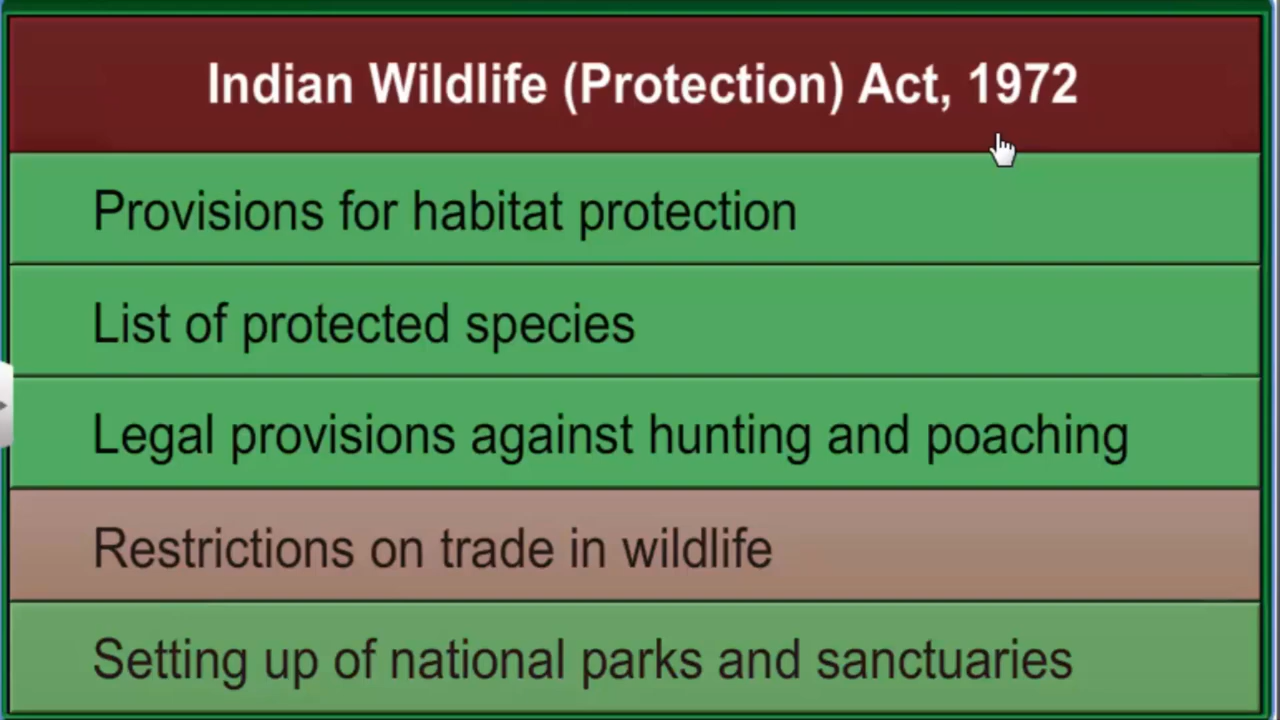 Indian Wildlife (Protection) Act, 1972
Provisions for habitat protection
List of protected species
Legal provisions against hunting and poaching
Restrictions on trade in wildlife
Setting up of national parks and sanctuaries